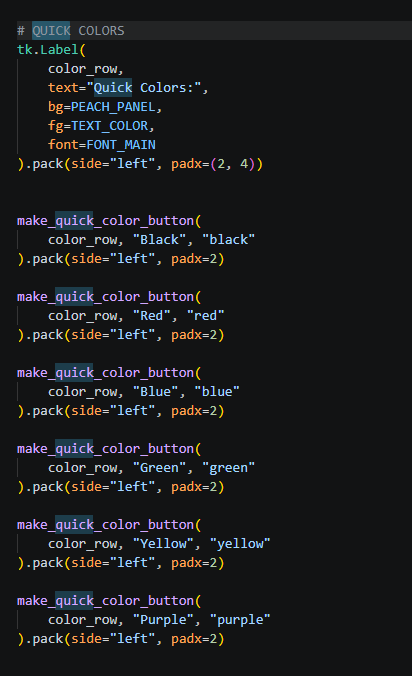 # QUICK COLORS
tk.Label(
    color_row,
    text="Quick Colors:",
    bg=PEACH_PANEL,
    fg=TEXT_COLOR,
    font=FONT_MAIN
).pack(side="left", padx=(2, 4))
make_quick_color_button(
    color_row, "Black", "black"
).pack(side="left", padx=2)
make_quick_color_button(
    color_row, "Red", "red"
).pack(side="left", padx=2)
make_quick_color_button(
    color_row, "Blue", "blue"
).pack(side="left", padx=2)
make_quick_color_button(
    color_row, "Green", "green"
).pack(side="left", padx=2)
make_quick_color_button(
    color_row, "Yellow", "yellow"
).pack(side="left", padx=2)
make_quick_color_button(
    color_row, "Purple", "purple"
).pack(side="left", padx=2)